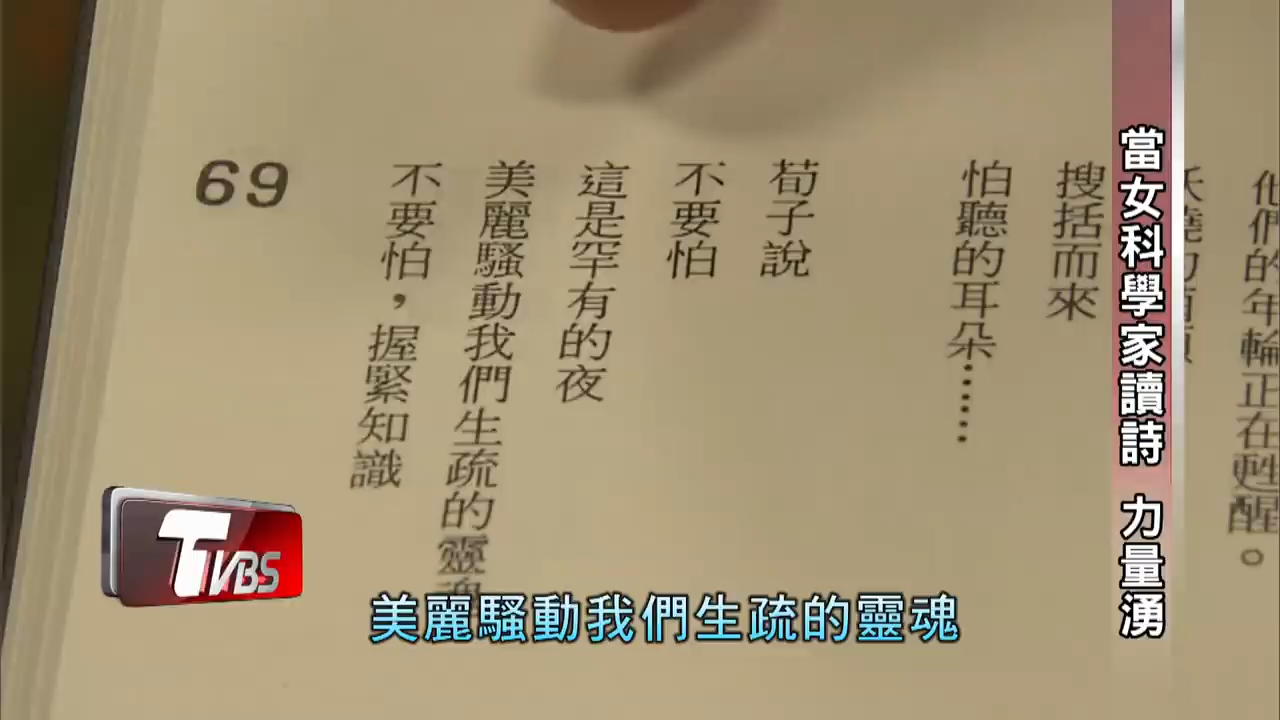 他們的年輪正在甦醒。
搜括而來
怕聽的耳朵……
荀子說
不要怕
這是罕有的夜
美麗騷動我們生疏的靈魂
不要怕，握緊知識
69
當女科學家讀詩 力量湧
TVBS
美麗騷動我們生疏的靈魂